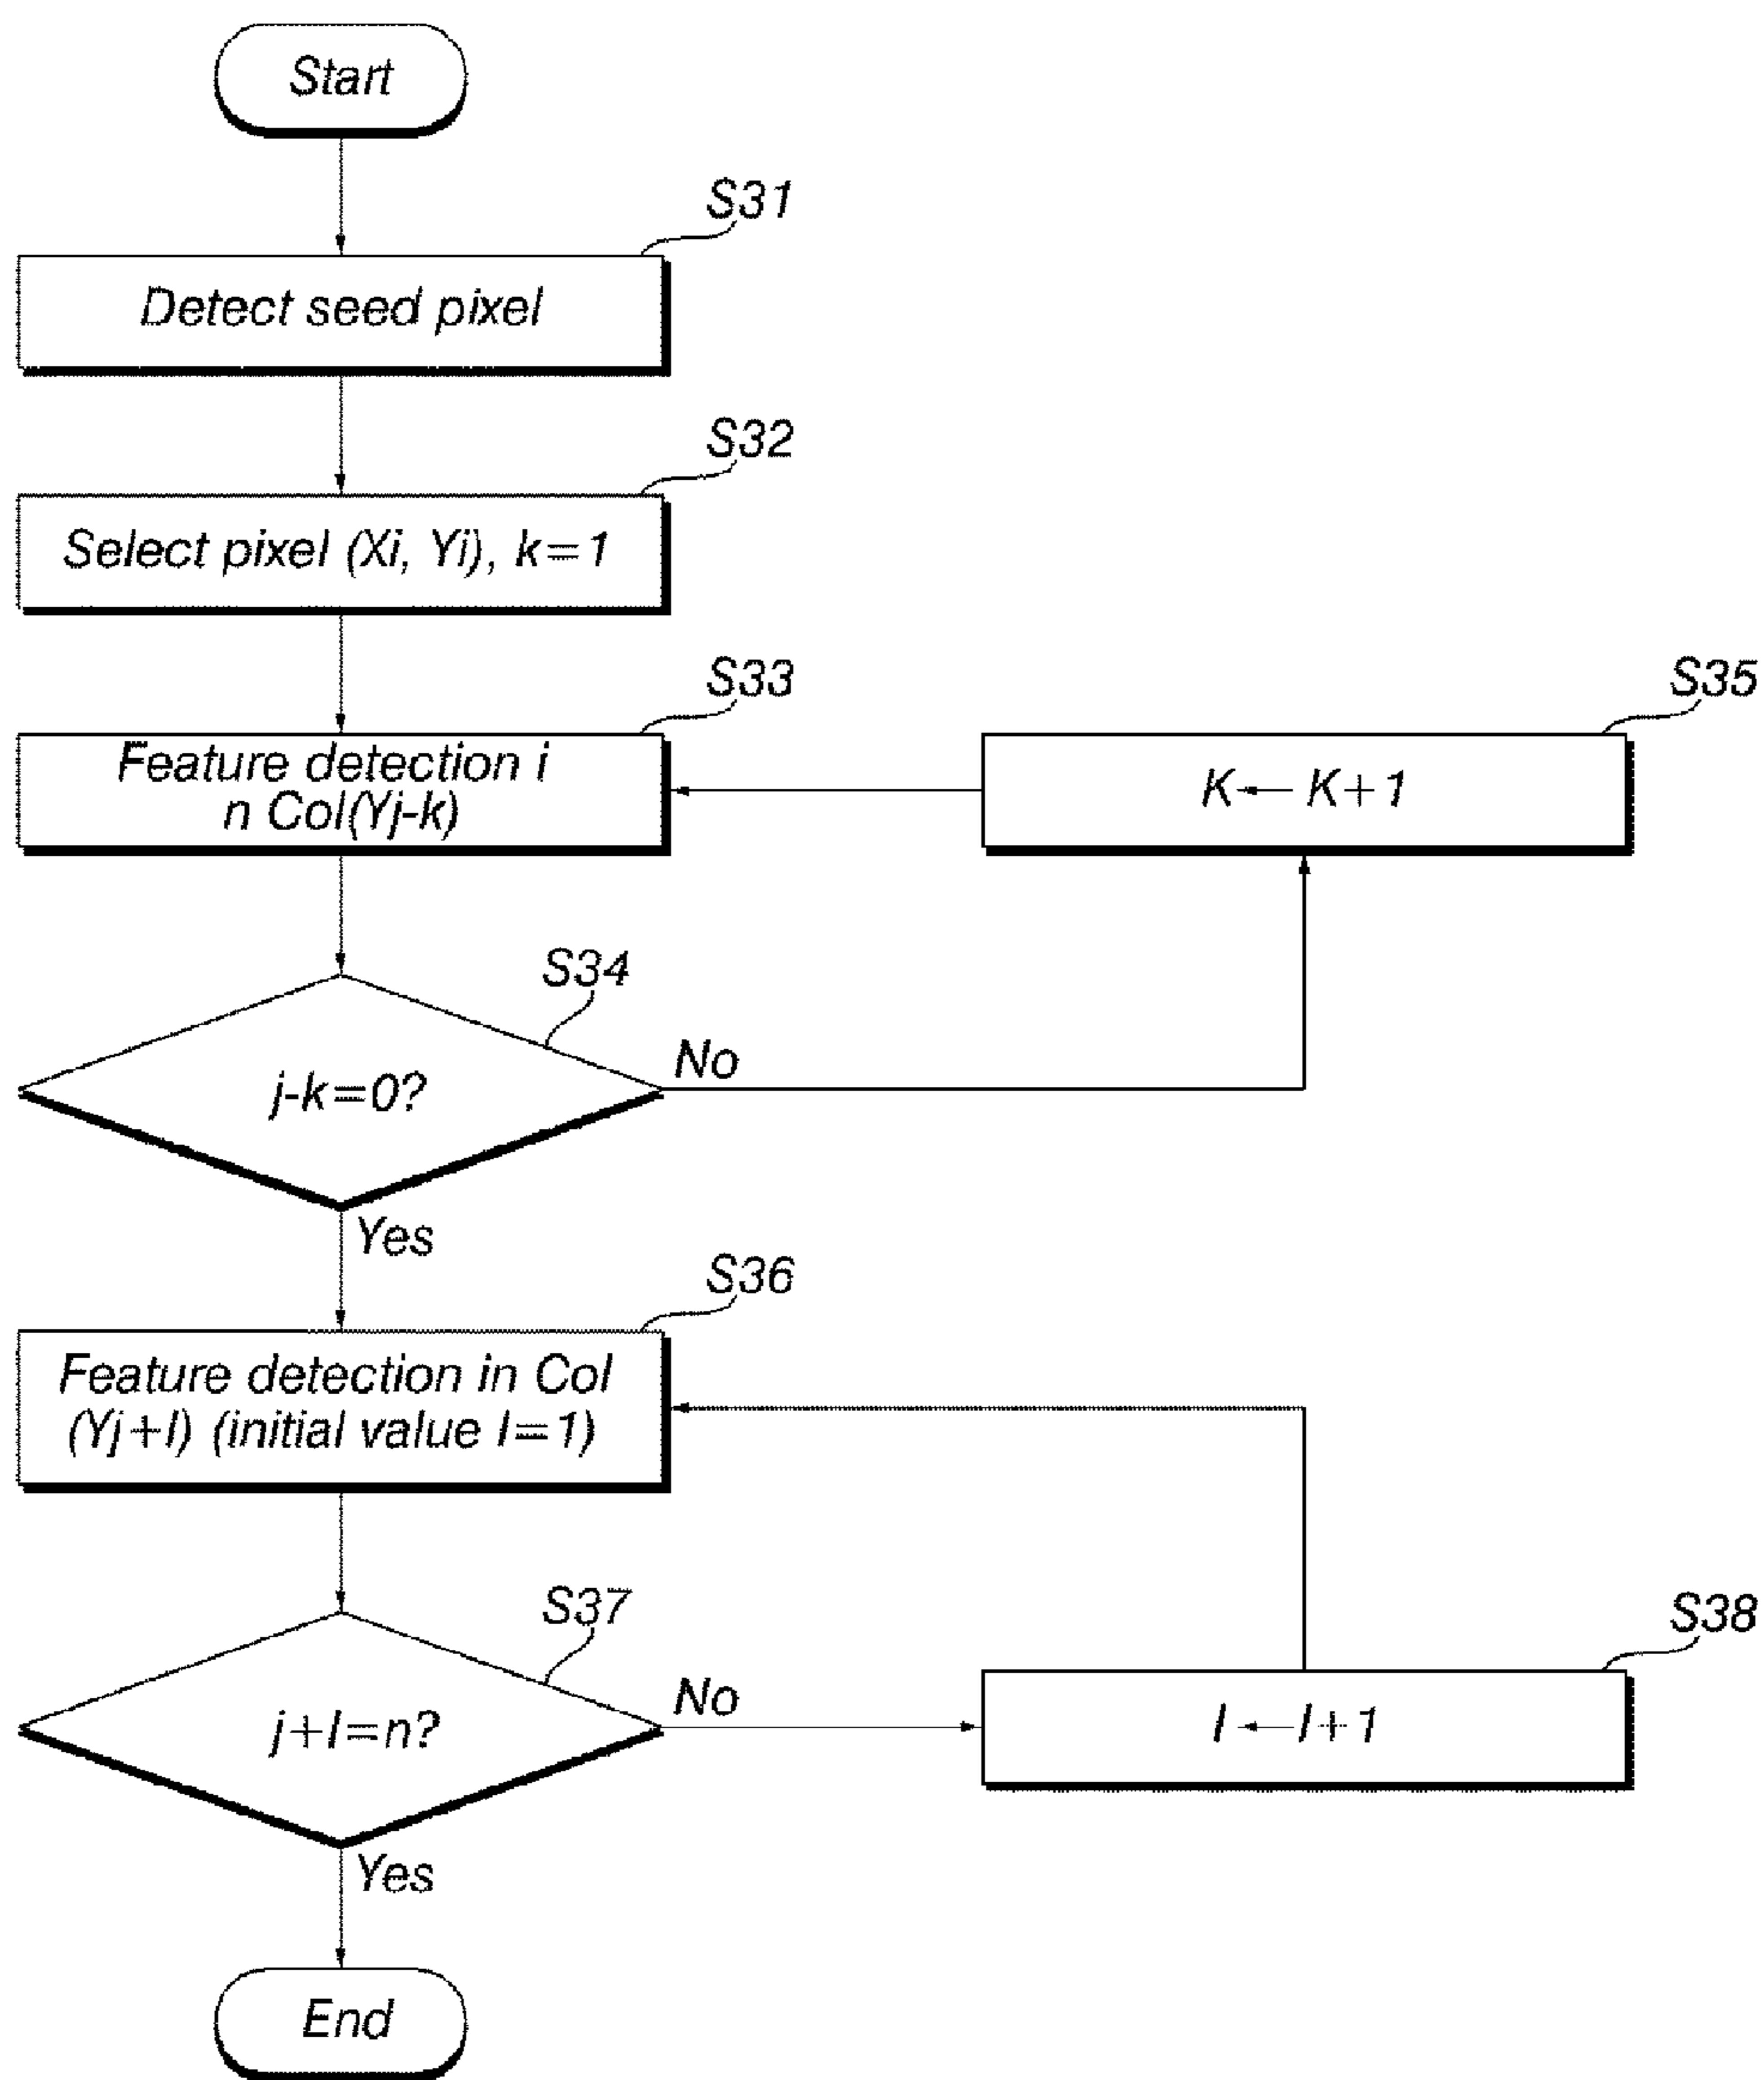 Start
S31
Detect seed pixel
S32
Select pixel (Xi, Yi), k=1
S33
Feature detection i
n Col(Yj-k)
S35
K ← K+1
S34
j-k=0?
No
Yes
S36
Feature detection in Col
(Yj+l) (initial value l=1)
S37
j+l=n?
No
S38
l ← l+1
Yes
End